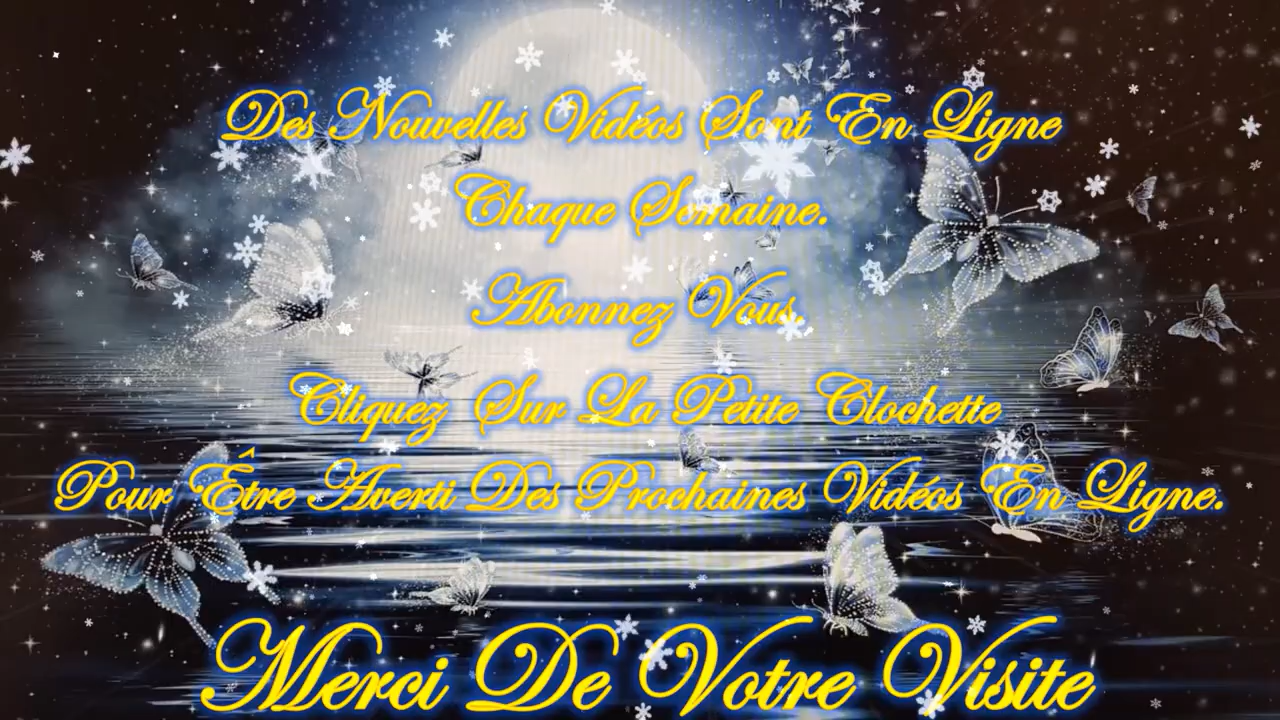 Des Nouvelles Vidéos Sont En Ligne
Chaque Semaine.
Abonnez Vous.
Cliquez Sur La Petite Clochette
Pour Être Averti Des Prochaines Vidéos En Ligne.
Merci De Votre Visite